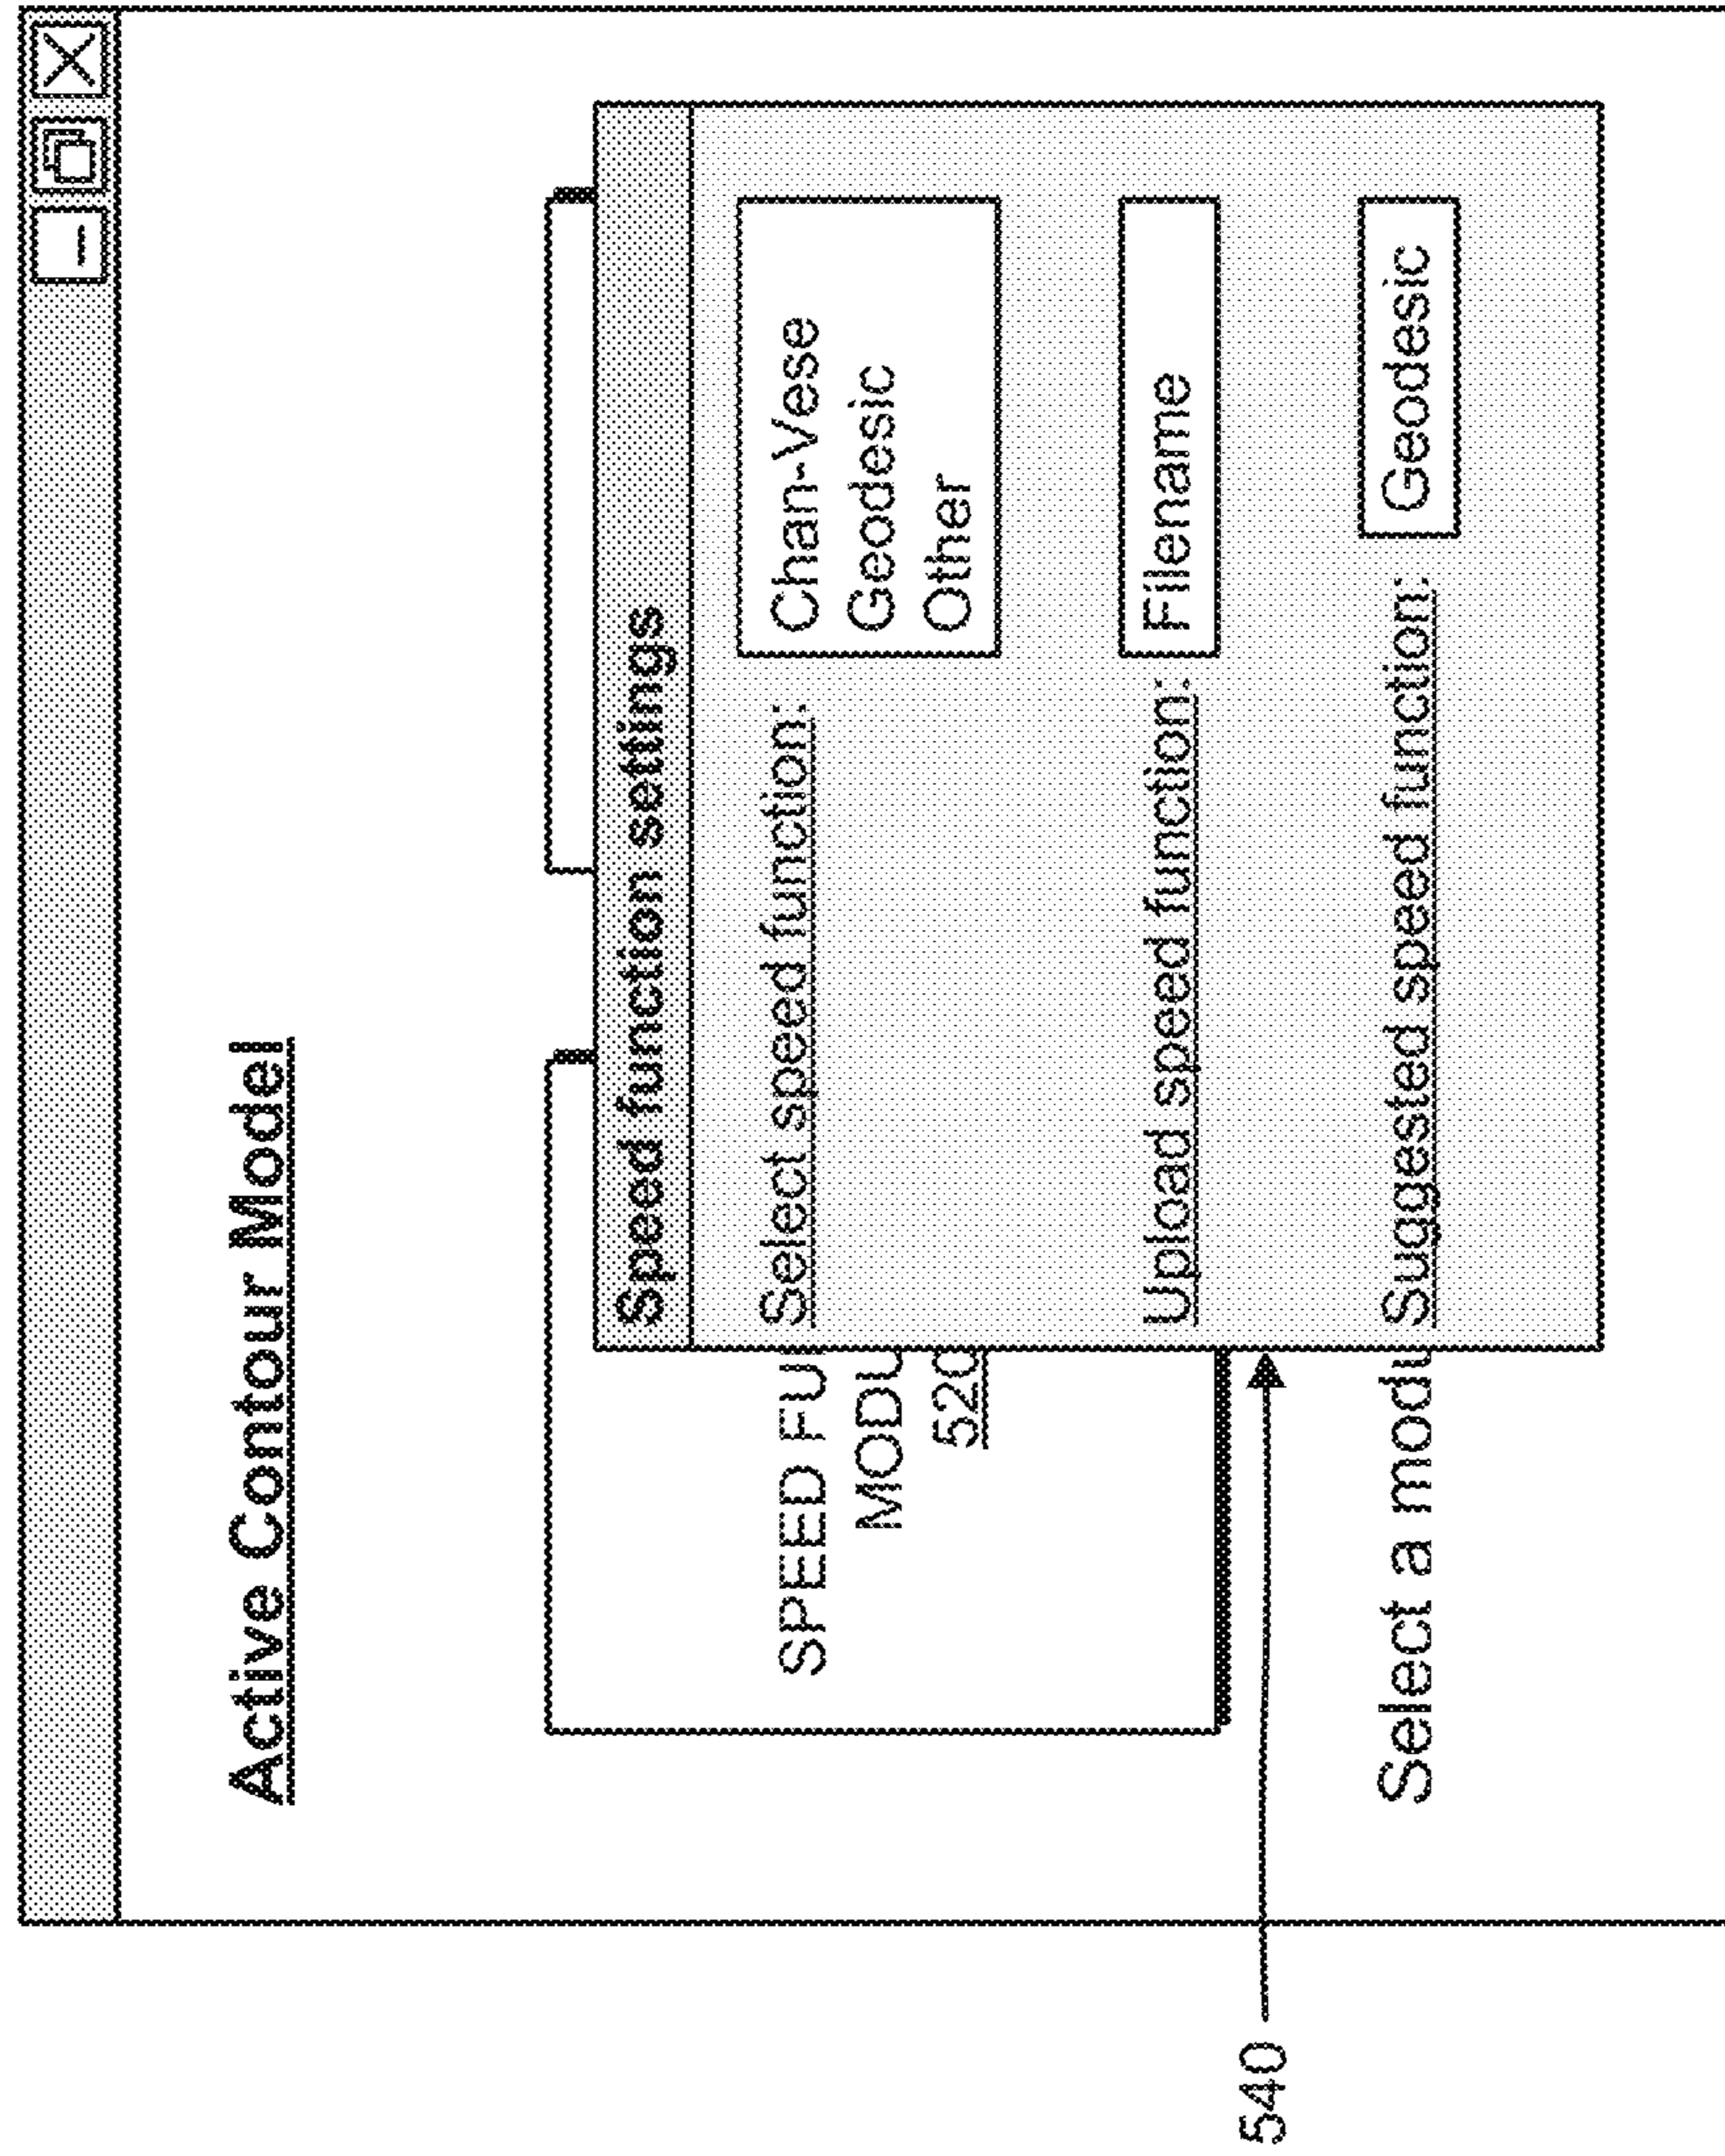 Active Contour Model
Speed function settings
SPEED FU
MODU
520
Select speed function:
Chan-Vese
Geodesic
Other
Upload speed function:
Filename
540
Select a modu
Suggested speed function:
Geodesic